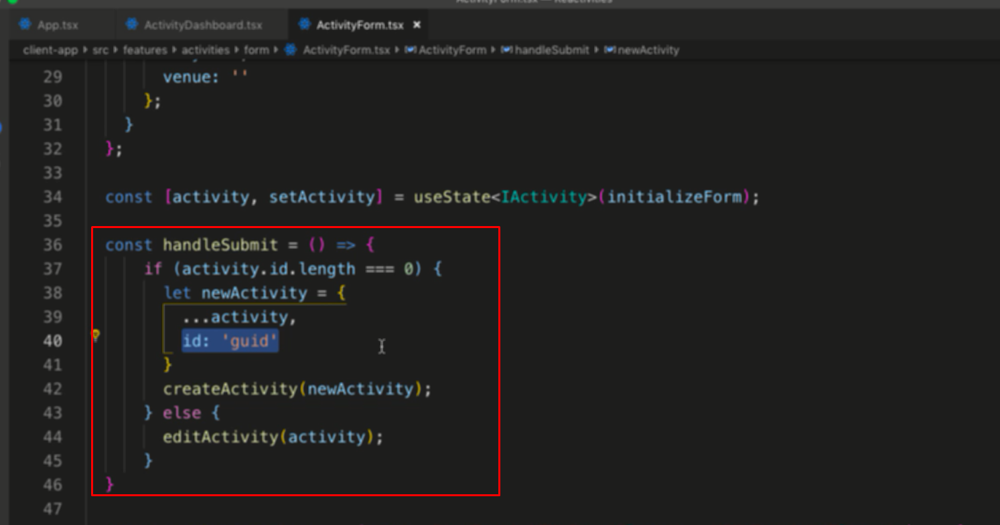 App.tsx ActivityDashboard.tsx ActivityForm.tsx ×
client-app src features activities form ActivityForm.tsx ActivityForm handleSubmit newActivity
29 venue: ''
30 };
31 }
32 };
33
34 const [activity, setActivity] = useState<IActivity>(initializeForm);
35
36 const handleSubmit = () => {
37 if (activity.id.length === 0) {
38 let newActivity = {
39 ...activity,
40 id: 'guid'
41 }
42 createActivity(newActivity);
43 } else {
44 editActivity(activity);
45 }
46 }
47